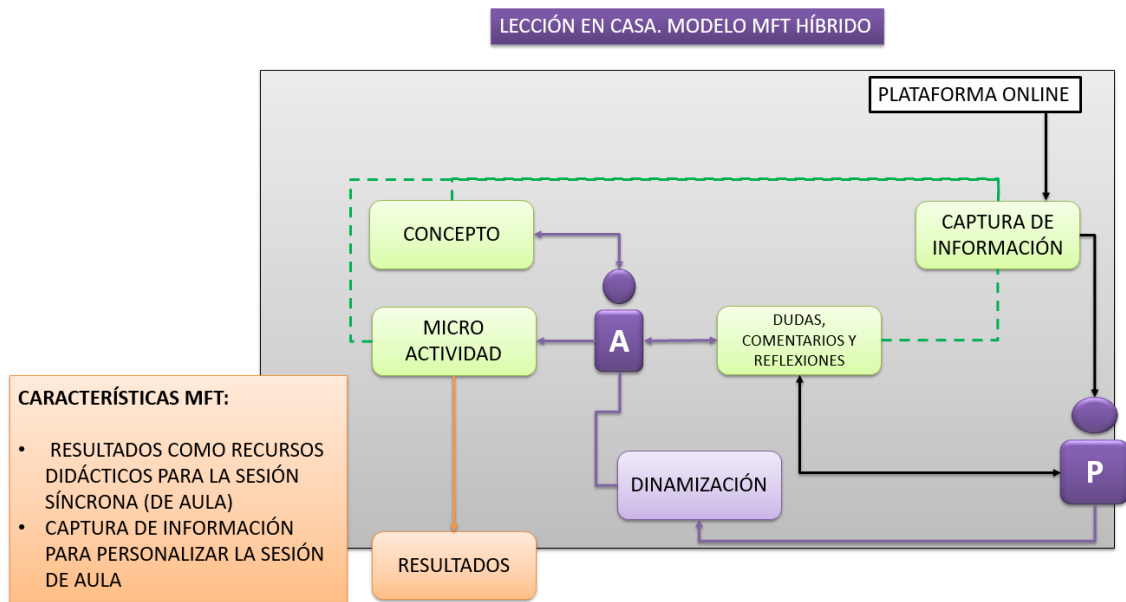 LECCIÓN EN CASA. MODELO MFT HÍBRIDO
PLATAFORMA ONLINE
CONCEPTO
CAPTURA DE
INFORMACIÓN
MICRO
ACTIVIDAD
A
DUDAS,
COMENTARIOS Y
REFLEXIONES
CARACTERÍSTICAS MFT:
• RESULTADOS COMO RECURSOS
DIDÁCTICOS PARA LA SESIÓN
SÍNCRONA (DE AULA)
• CAPTURA DE INFORMACIÓN
PARA PERSONALIZAR LA SESIÓN
DE AULA
DINAMIZACIÓN
P
RESULTADOS